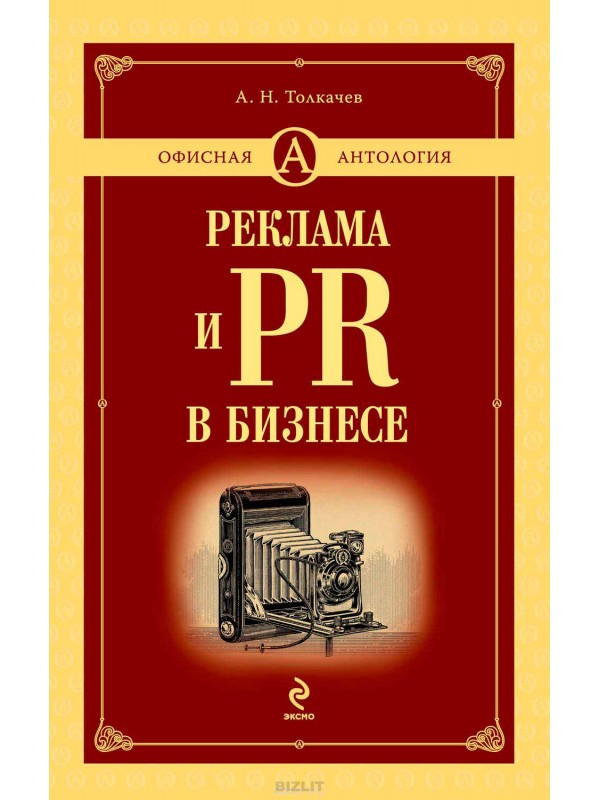 А. Н. Толкачев
ОФИСНАЯ А АНТОЛОГИЯ
РЕКЛАМА
И PR
В БИЗНЕСЕ
ЭКСМО
BIZLIT